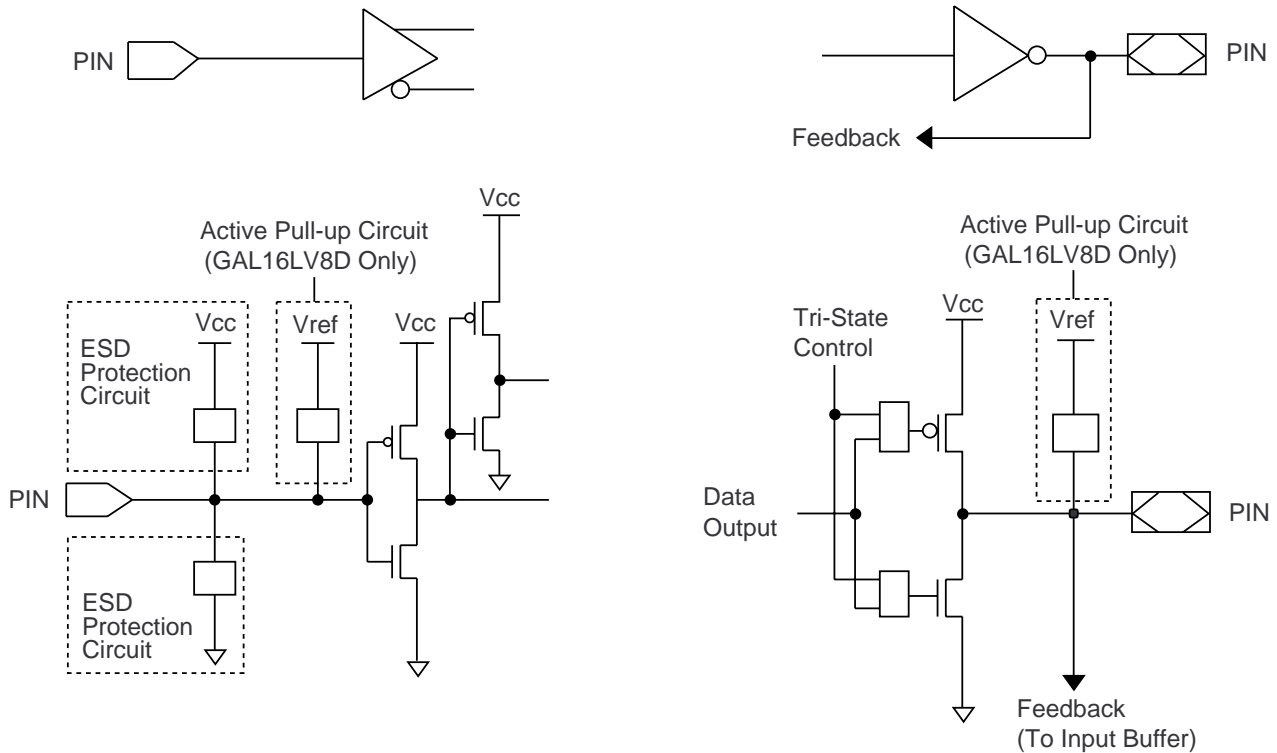 PIN
PIN
Feedback
Vcc
Active Pull-up Circuit
(GAL16LV8D Only)
Vcc
Vref
Vcc
ESD
Protection
Circuit
PIN
ESD
Protection
Circuit
Active Pull-up Circuit
(GAL16LV8D Only)
Vcc
Vref
Tri-State
Control
Data
Output
PIN
Feedback
(To Input Buffer)